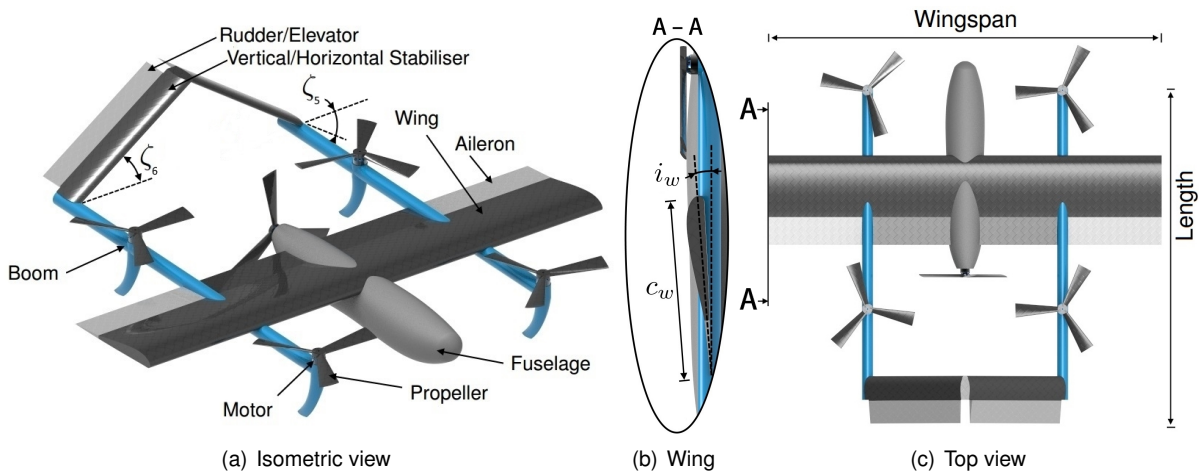 Rudder/Elevator
Vertical/Horizontal Stabiliser
ζ₅
Wing
Aileron
ζ₆
Boom
Fuselage
Propeller
Motor
(a) Isometric view
A – A
i_w
c_w
(b) Wing
Wingspan
A
A
Length
(c) Top view